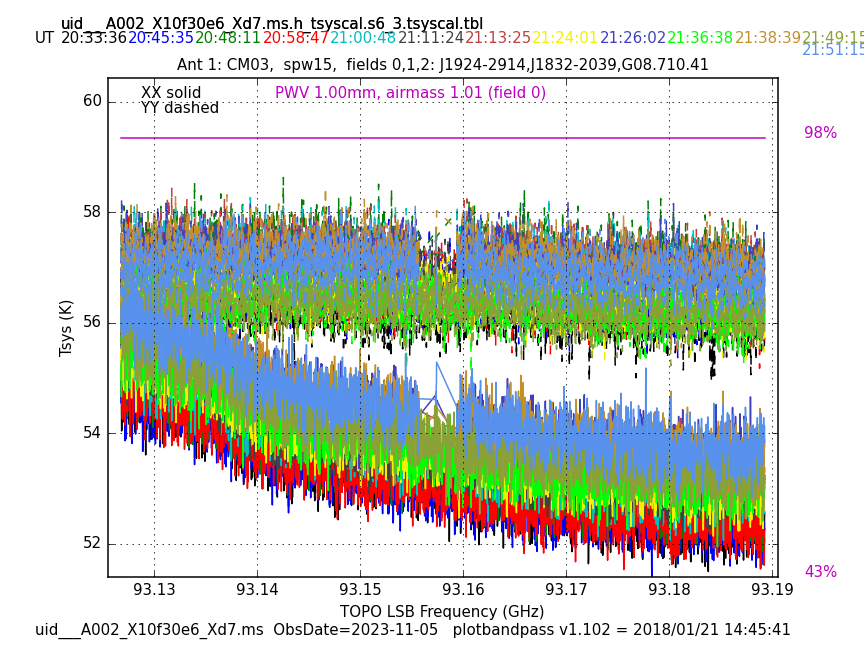 uid___A002_X10f30e6_Xd7.ms.h_tsyscal.s6_3.tsyscal.tbl
UT 20:33:36 20:45:35 20:48:11 20:58:47 21:00:48 21:11:24 21:13:25 21:24:01 21:26:02 21:36:38 21:38:39 21:49:15
21:51:15
Ant 1: CM03, spw15, fields 0,1,2: J1924-2914,J1832-2039,G08.710.41
XX solid PWV 1.00mm, airmass 1.01 (field 0)
YY dashed
60
98%
58
56
Tsys (K)
54
52
43%
93.13 93.14 93.15 93.16 93.17 93.18 93.19
TOPO LSB Frequency (GHz)
uid___A002_X10f30e6_Xd7.ms ObsDate=2023-11-05 plotbandpass v1.102 = 2018/01/21 14:45:41